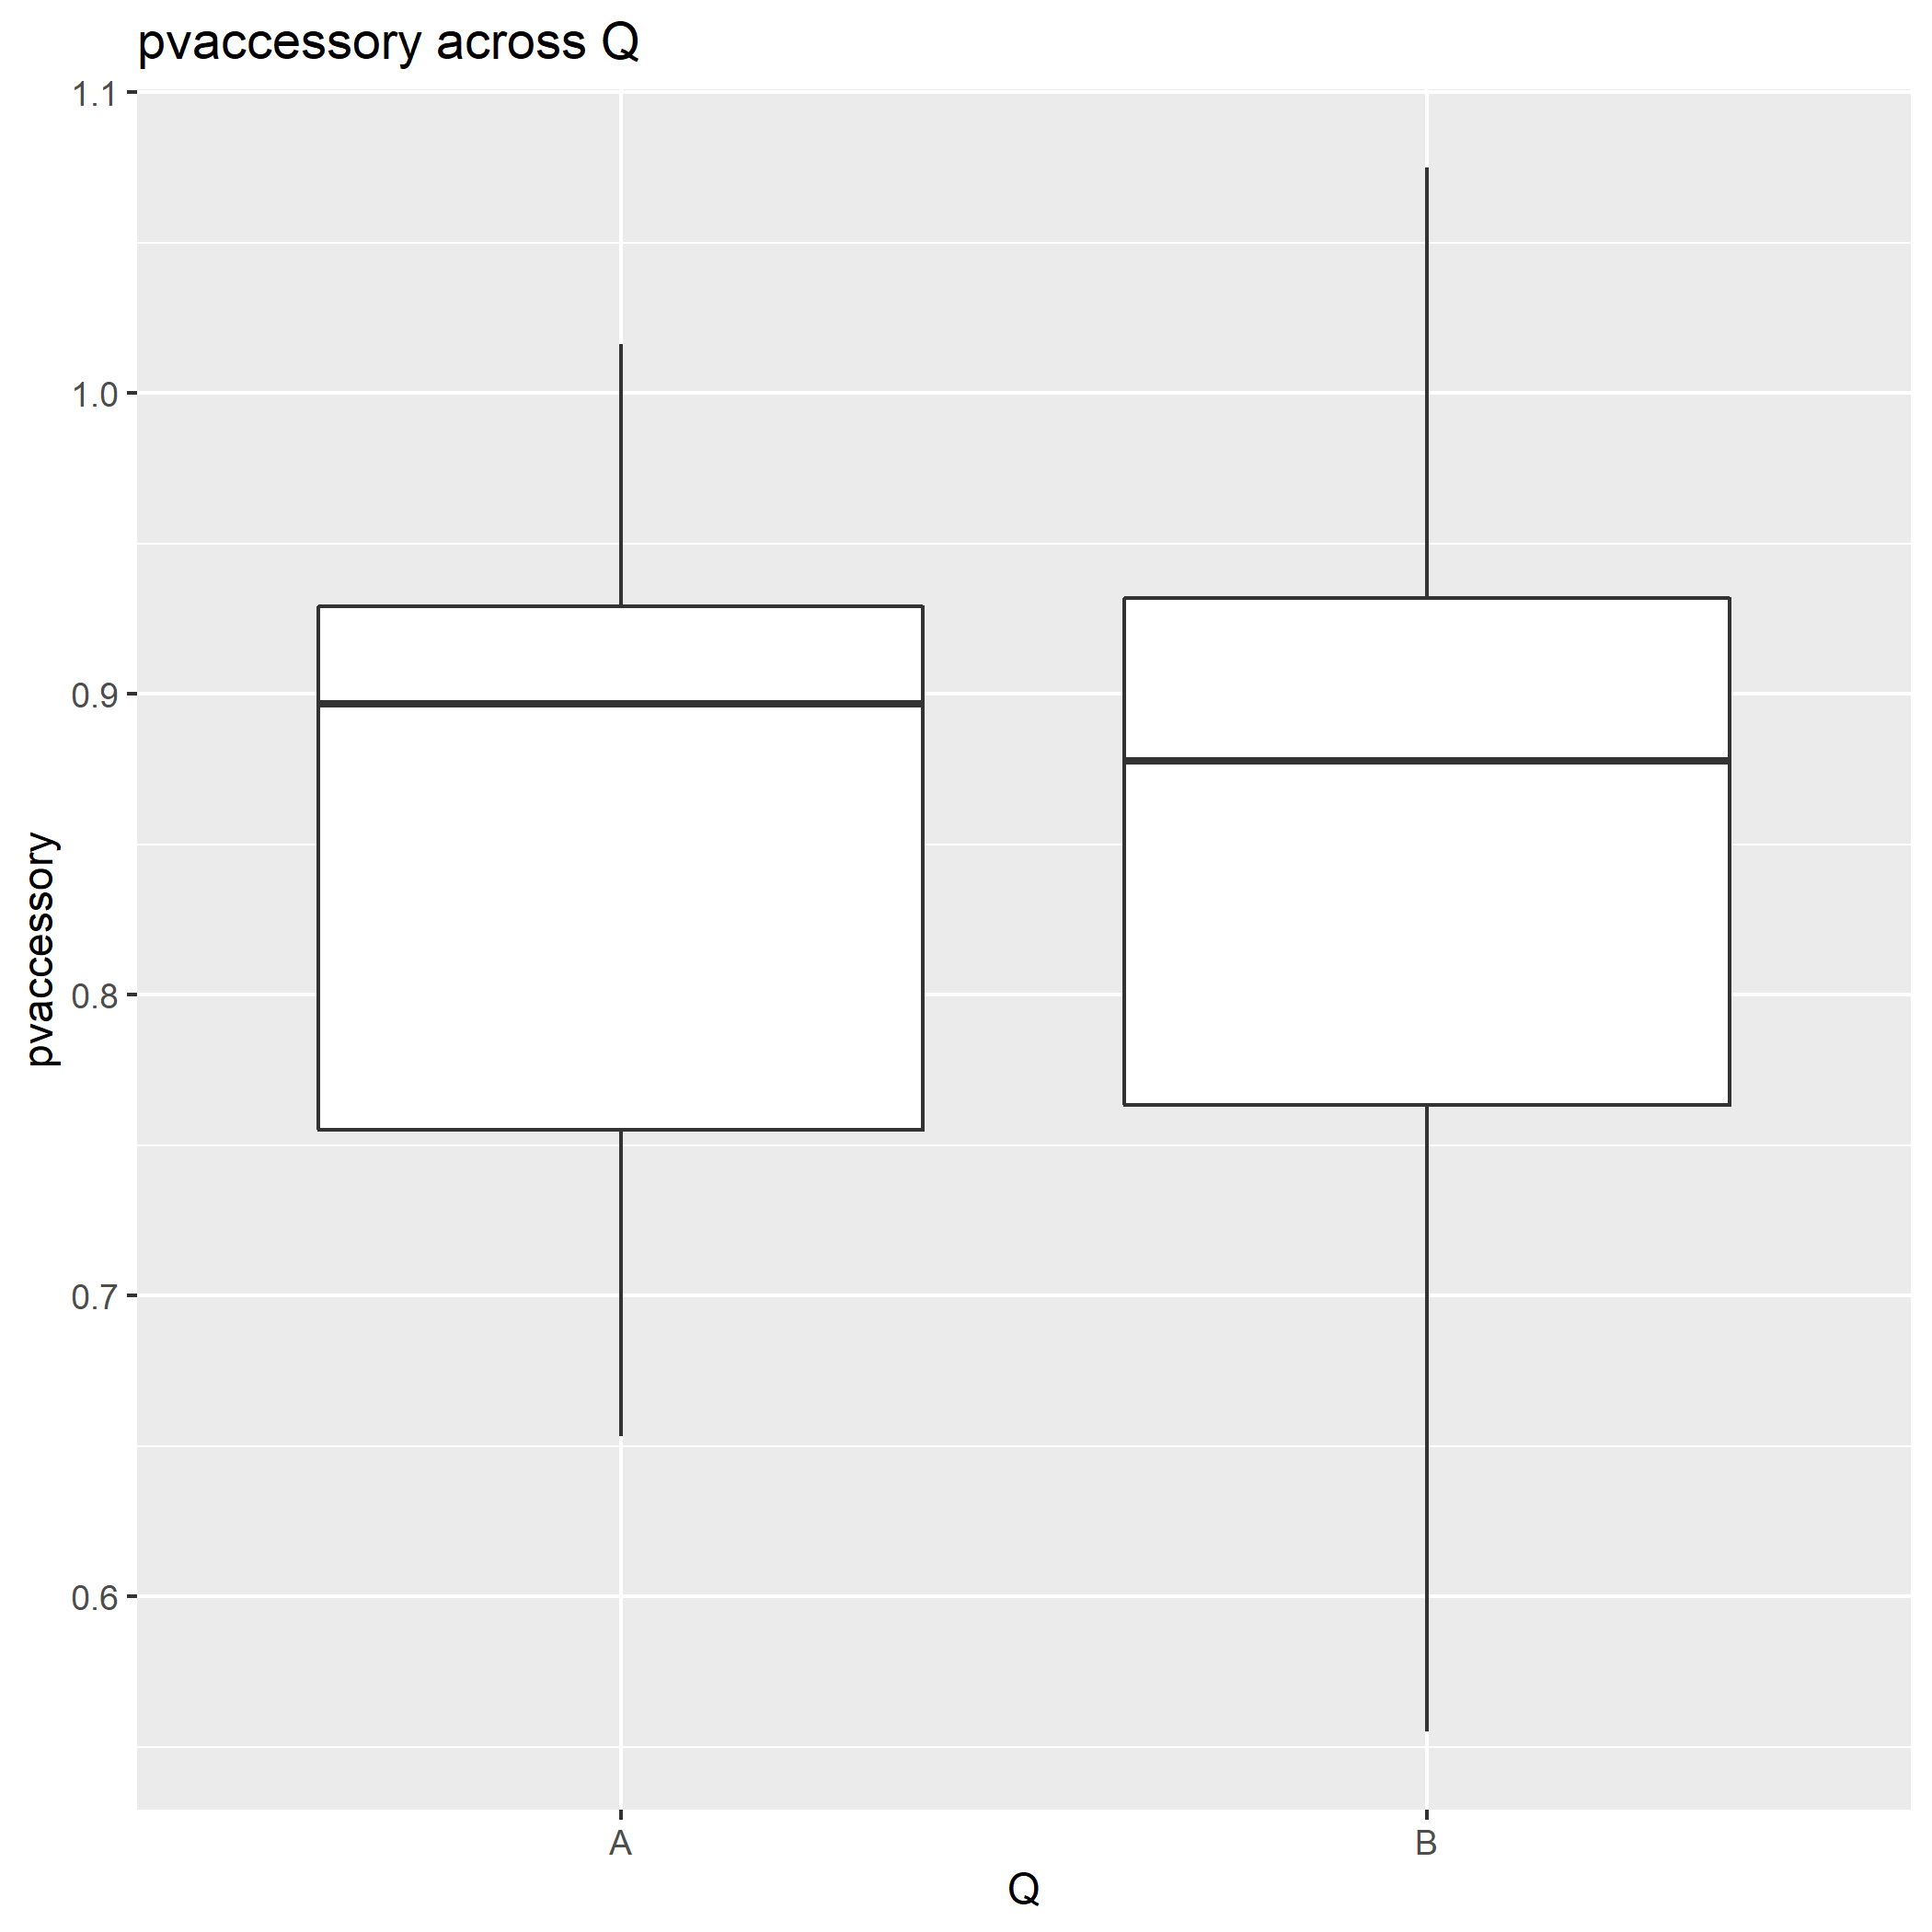 pvaccessory across Q
1.1
1.0
0.9
0.8
0.7
0.6
pvaccessory
A
B
Q